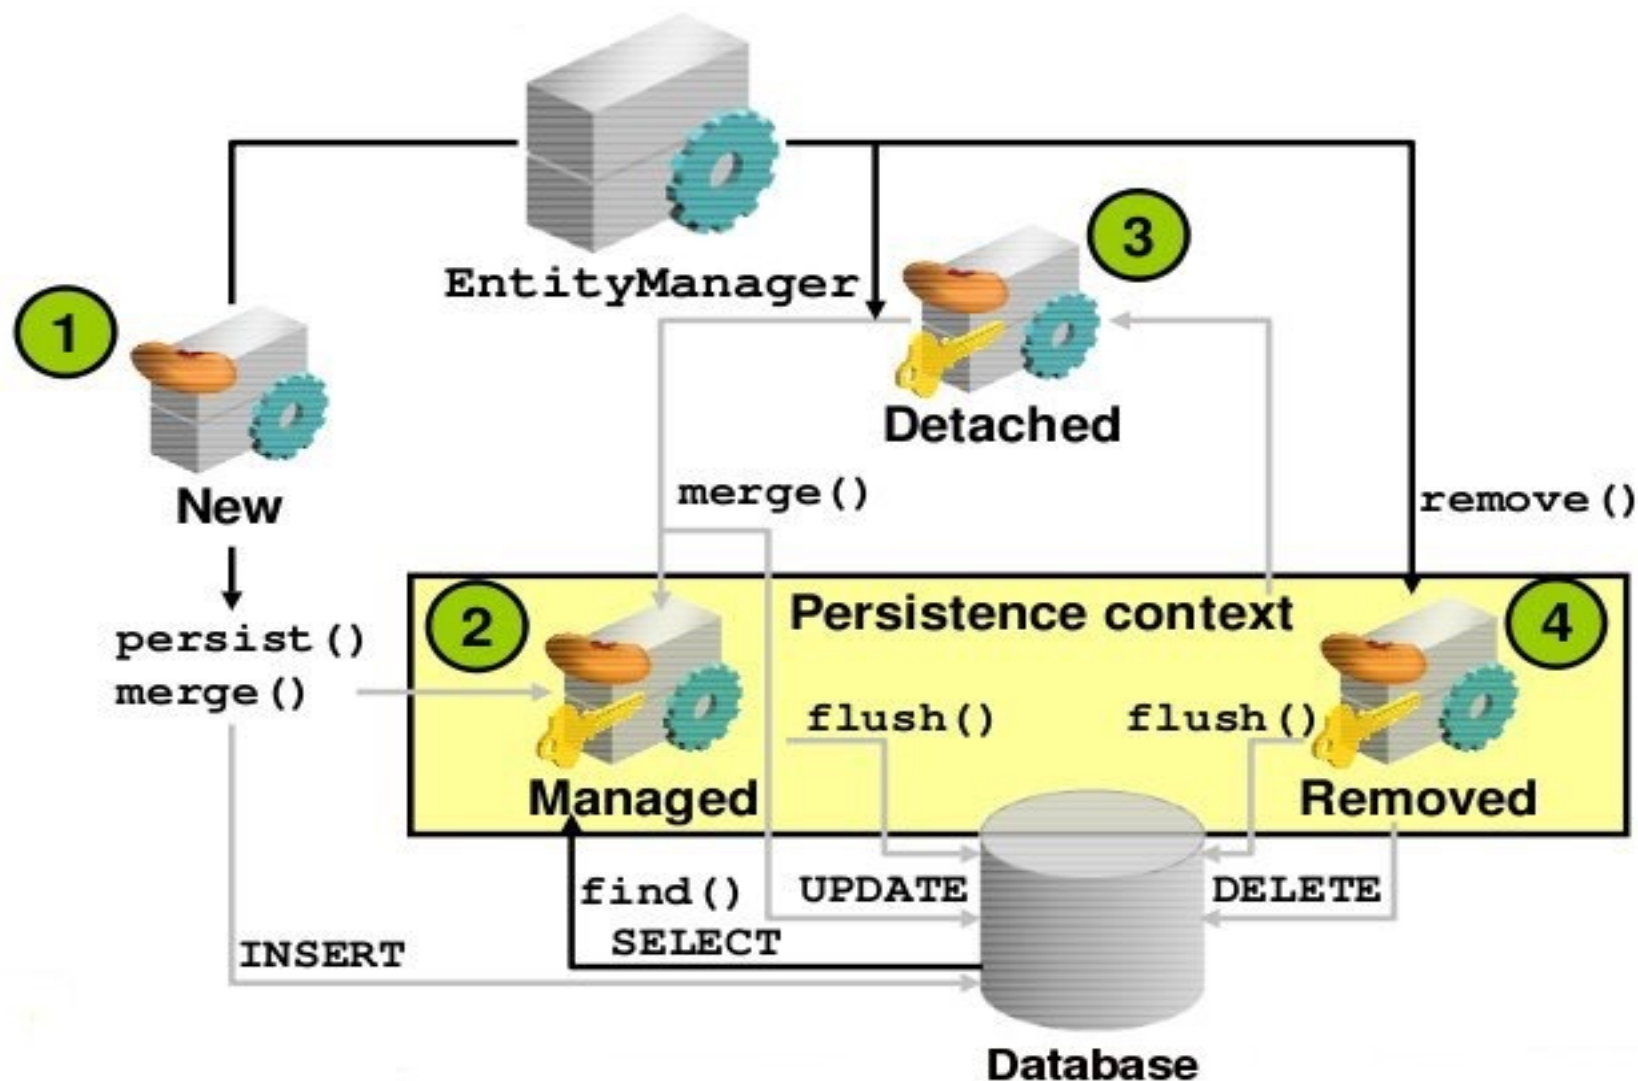 EntityManager
3
1
Detached
New
merge()
remove()
persist()
merge()
2
Persistence context
4
flush()
flush()
Managed
Removed
find()
UPDATE
DELETE
SELECT
INSERT
Database